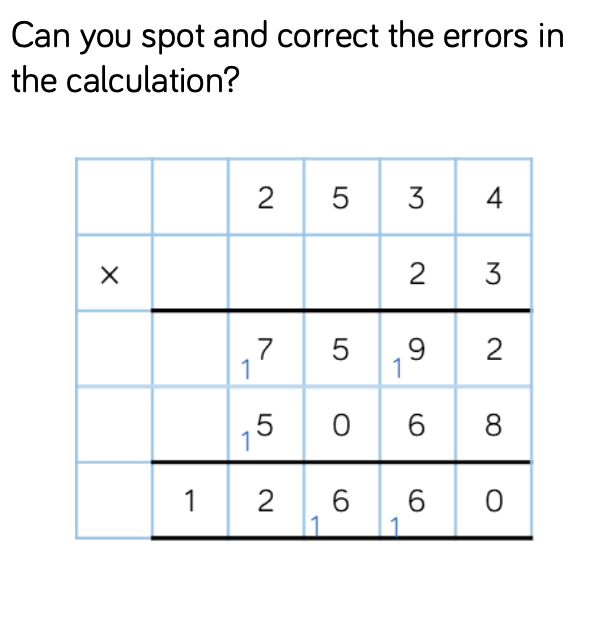 Can you spot and correct the errors in
the calculation?
2 5 3 4
× 2 3
1 7 5 1 9 2
1 5 0 6 8
1 2 1 6 1 6 0